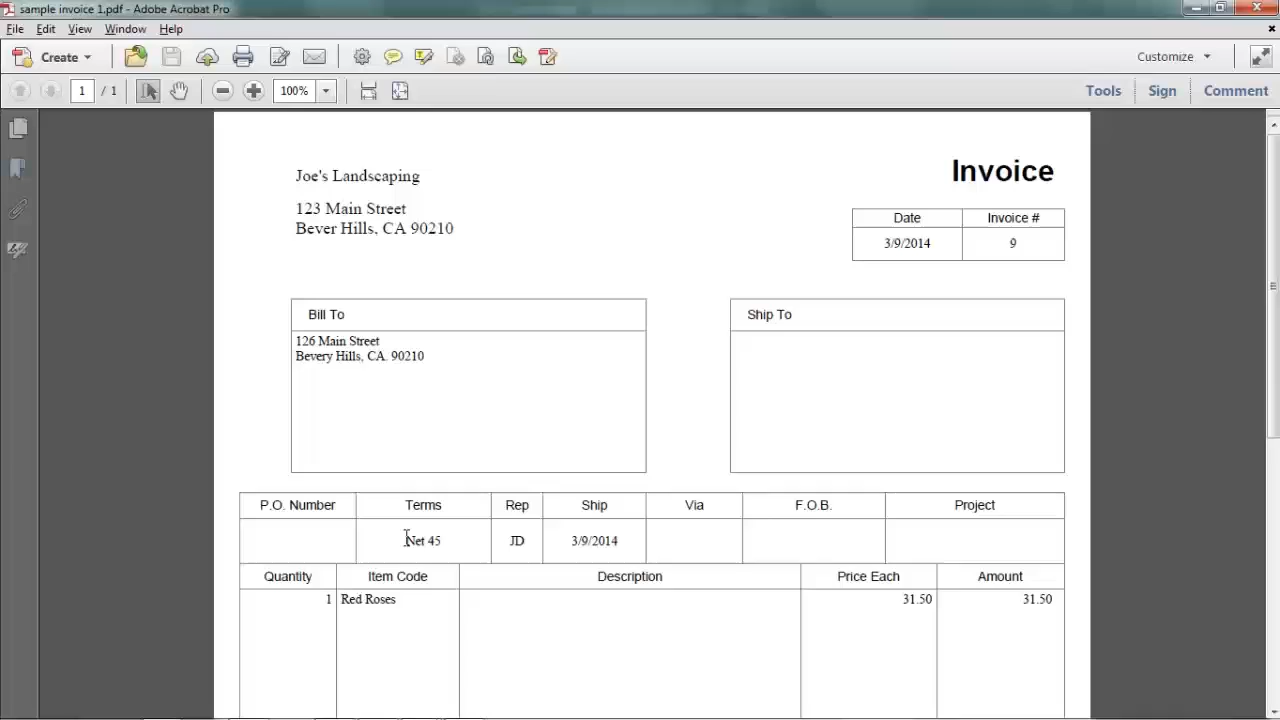 sample invoice 1.pdf - Adobe Acrobat Pro
File Edit View Window Help
Create Customize
1 / 1 100% Tools Sign Comment
Joe's Landscaping
Invoice
123 Main Street
Bever Hills, CA 90210
Date Invoice #
3/9/2014 9
Bill To Ship To
126 Main Street
Bevery Hills, CA. 90210
P.O. Number Terms Rep Ship Via F.O.B. Project
Net 45 JD 3/9/2014
Quantity Item Code Description Price Each Amount
1 Red Roses 31.50 31.50